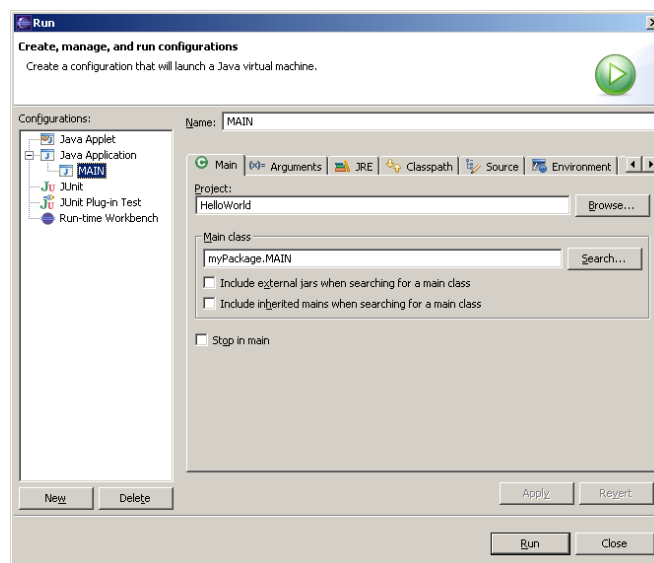 Run
Create, manage, and run configurations
Create a configuration that will launch a Java virtual machine.
Configurations:
Java Applet
Java Application
MAIN
JUnit
JUnit Plug-in Test
Run-time Workbench
New
Delete
Name: MAIN
Main (x)= Arguments JRE Classpath Source Environment
Project:
HelloWorld
Browse...
Main class
myPackage.MAIN
Search...
Include external jars when searching for a main class
Include inherited mains when searching for a main class
Stop in main
Apply
Revert
Run
Close